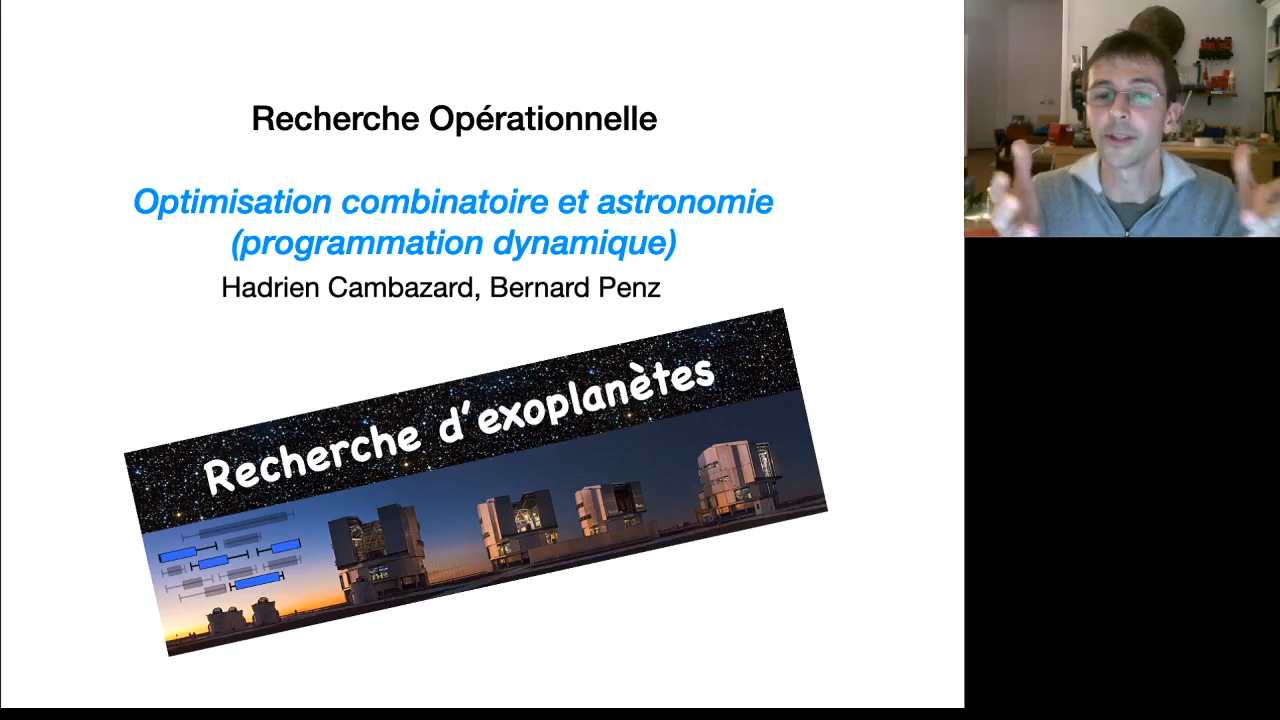 Recherche Opérationnelle
Optimisation combinatoire et astronomie
(programmation dynamique)
Hadrien Cambazard, Bernard Penz
Recherche d'exoplanètes